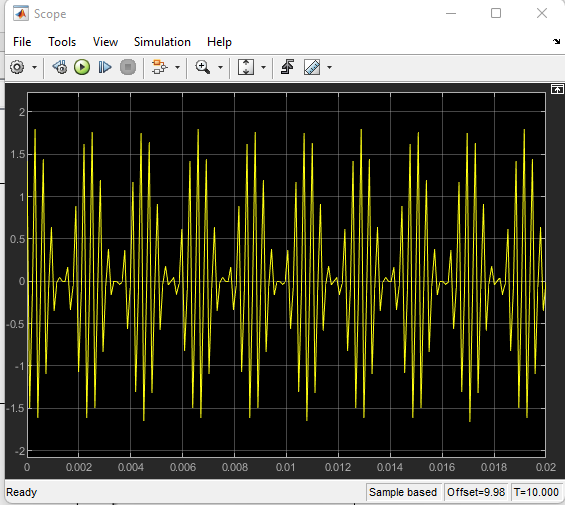 Scope
File Tools View Simulation Help
2
1.5
1
0.5
0
-0.5
-1
-1.5
-2
0 0.002 0.004 0.006 0.008 0.01 0.012 0.014 0.016 0.018 0.02
Ready Sample based Offset=9.98 T=10.000